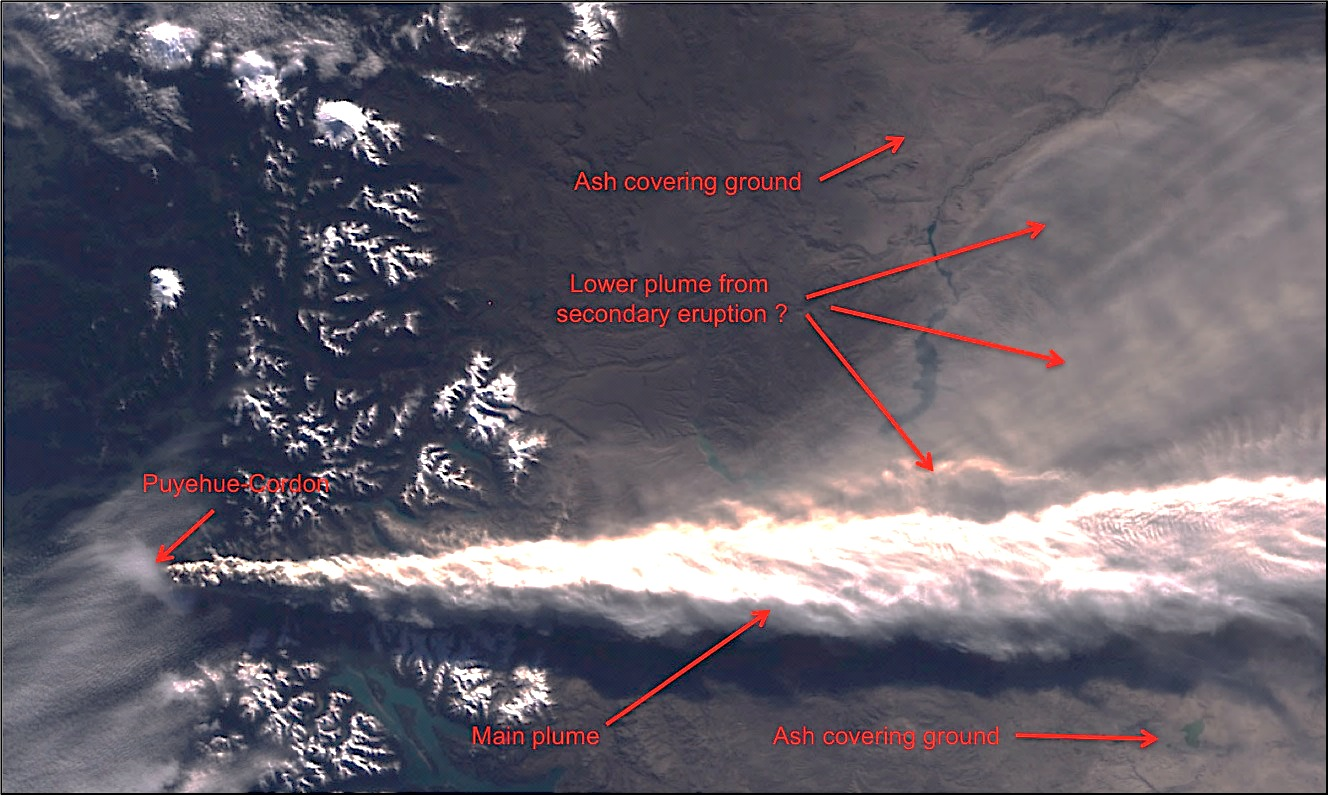 Ash covering ground
Lower plume from
secondary eruption ?
Puyehue-Cordon
Main plume
Ash covering ground